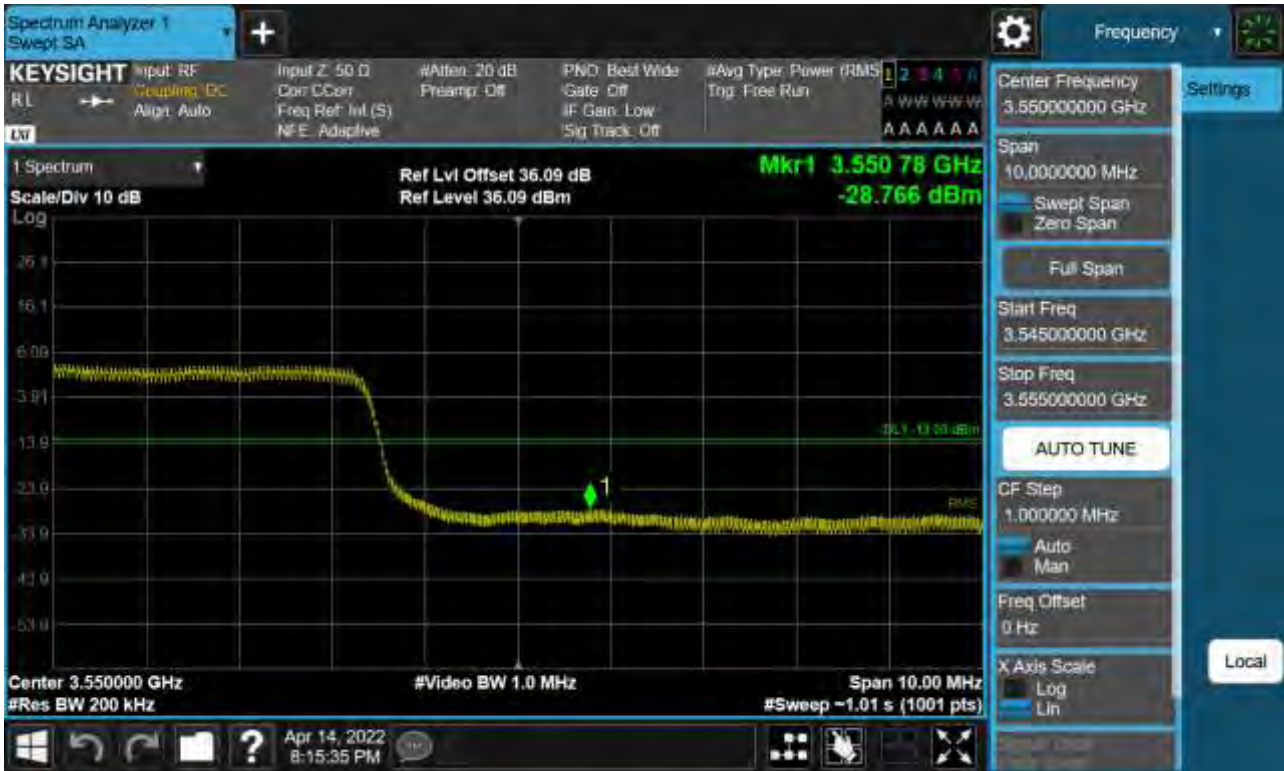 Spectrum Analyzer 1
Swept SA
Frequency
KEYSIGHT
RL
LXI
Input: RF
Coupling: DC
Align: Auto
Input Z: 50 Ω
Corr CCorr
Freq Ref: Int (S)
NFE: Adaptive
#Atten: 20 dB
Preamp: Off
PNO: Best Wide
Gate: Off
IF Gain: Low
Sig Track: Off
#Avg Type: Power (RMS
Trig: Free Run
1 2 3 4 5 6
A W W W W W
A A A A A A
1 Spectrum
Scale/Div 10 dB
Log
Ref Lvl Offset 36.09 dB
Ref Level 36.09 dBm
Mkr1 3.550 78 GHz
-28.766 dBm
26.1
16.1
6.09
-3.91
-13.9
-23.9
-33.9
-43.9
-53.9
DL1 -13.00 dBm
1
RMS
Center 3.550000 GHz
#Res BW 200 kHz
#Video BW 1.0 MHz
Span 10.00 MHz
#Sweep ~1.01 s (1001 pts)
Center Frequency
3.550000000 GHz
Settings
Span
10.0000000 MHz
Swept Span
Zero Span
Full Span
Start Freq
3.545000000 GHz
Stop Freq
3.555000000 GHz
AUTO TUNE
CF Step
1.000000 MHz
Auto
Man
Freq Offset
0 Hz
X Axis Scale
Log
Lin
Local
?
Apr 14, 2022
8:15:35 PM